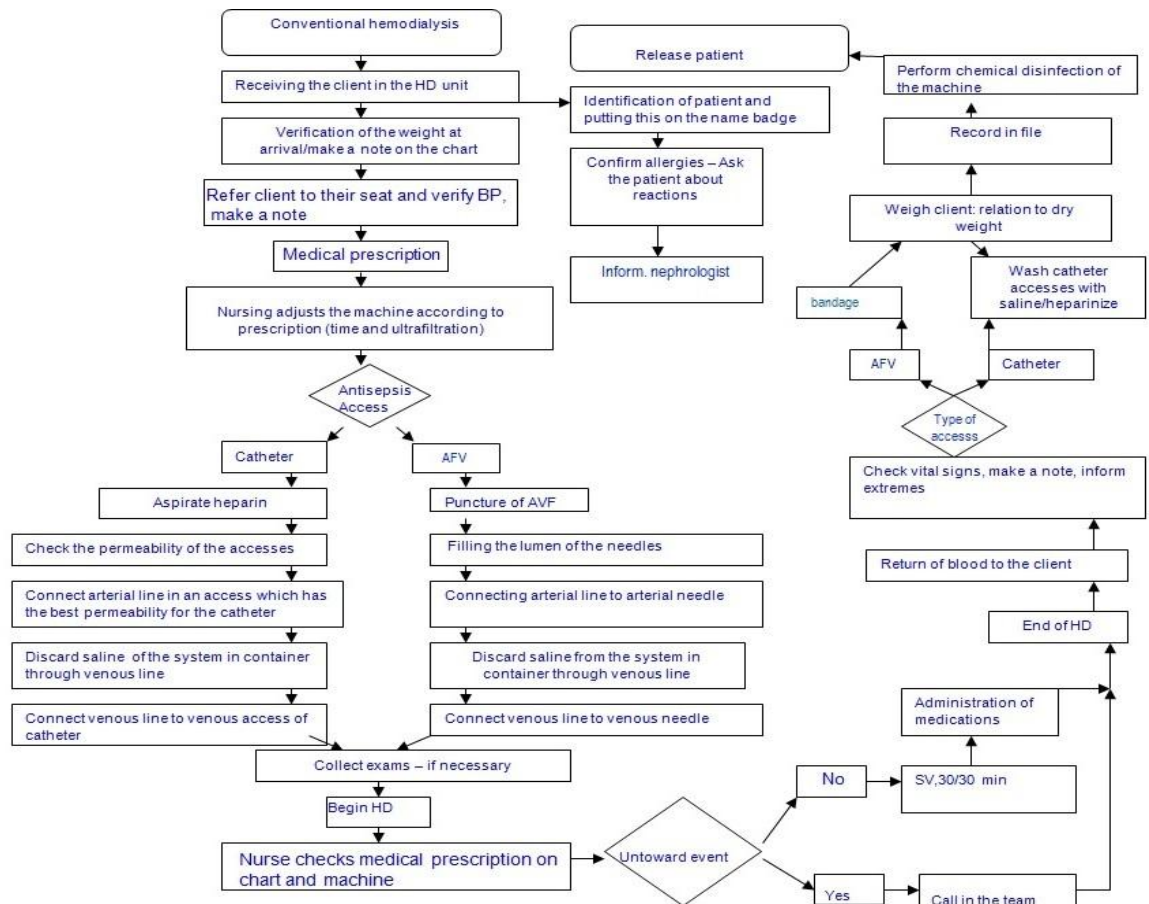 Conventional hemodialysis
Receiving the client in the HD unit
Verification of the weight at
arrival/make a note on the chart
Refer client to their seat and verify BP,
make a note
Medical prescription
Nursing adjusts the machine according to
prescription (time and ultrafiltration)
Antisepsis
Access
Catheter
Aspirate heparin
Check the permeability of the accesses
Connect arterial line in an access which has
the best permeability for the catheter
Discard saline of the system in container
through venous line
Connect venous line to venous access of
catheter
AFV
Puncture of AVF
Filling the lumen of the needles
Connecting arterial line to arterial needle
Discard saline from the system in
container through venous line
Connect venous line to venous needle
Collect exams – if necessary
Begin HD
Nurse checks medical prescription on
chart and machine
Untoward event
No
SV,30/30 min
Administration of
medications
Yes
Call in the team
End of HD
Return of blood to the client
Check vital signs, make a note, inform
extremes
Type of
accesss
AFV
bandage
Catheter
Wash catheter
accesses with
saline/heparinize
Weigh client: relation to dry
weight
Record in file
Perform chemical disinfection of
the machine
Release patient
Identification of patient and
putting this on the name badge
Confirm allergies – Ask
the patient about
reactions
Inform. nephrologist